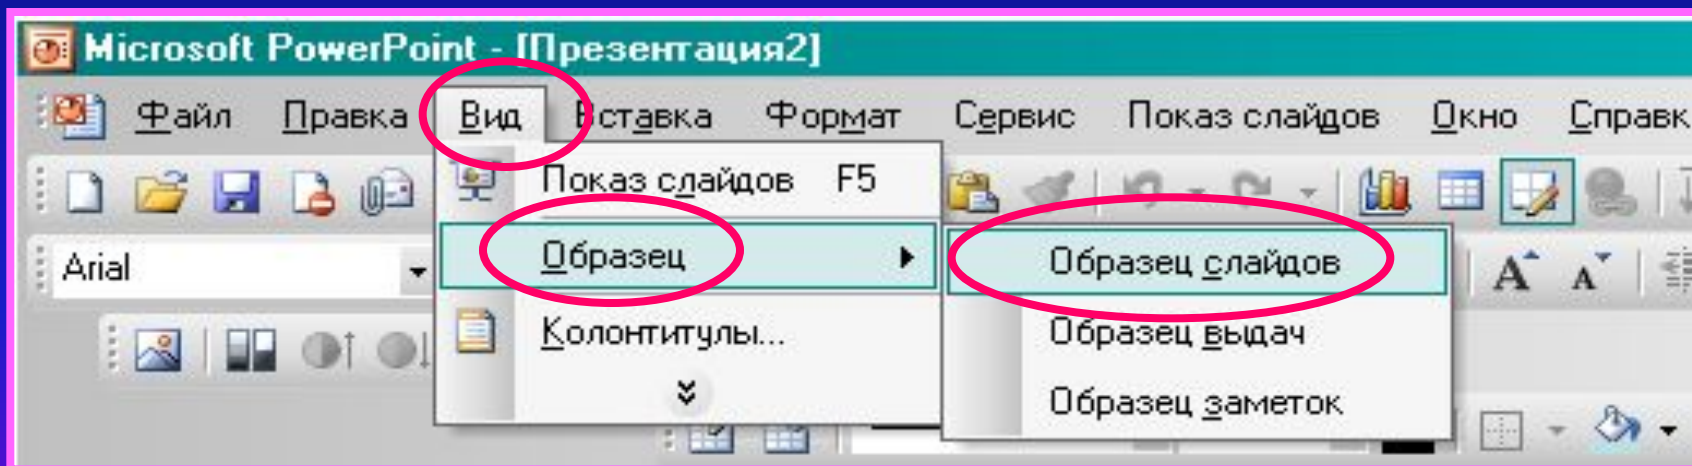 Microsoft PowerPoint - [Презентация2]
Файл Правка Вид Вставка Формат Сервис Показ слайдов Окно Справк
Показ слайдов F5
Arial
Образец
Образец слайдов
Колонтитулы...
Образец выдач
Образец заметок